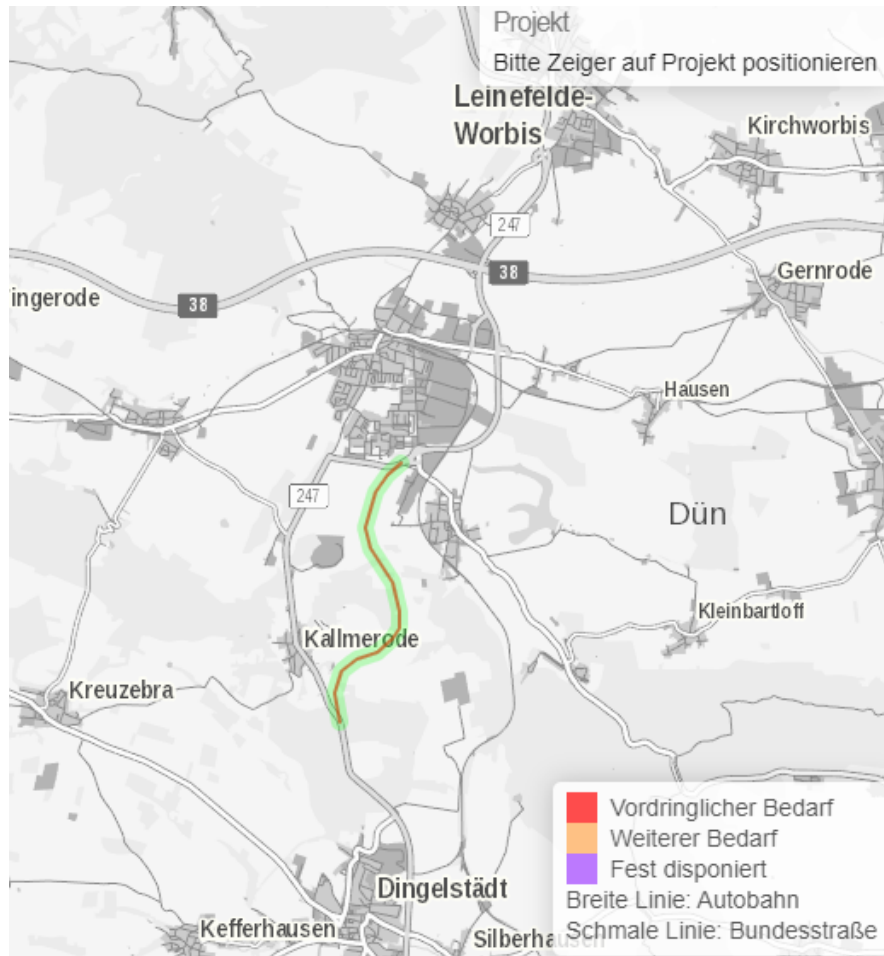 Projekt
Bitte Zeiger auf Projekt positionieren
Leinefelde-
Worbis
Kirchworbis
247
38
Gernrode
ingerode
38
Hausen
247
Dün
Kleinbartloff
Kallmerode
Kreuzebra
Vordringlicher Bedarf
Weiterer Bedarf
Fest disponiert
Breite Linie: Autobahn
Schmale Linie: Bundesstraße
Dingelstädt
Kefferhausen
Silberhausen